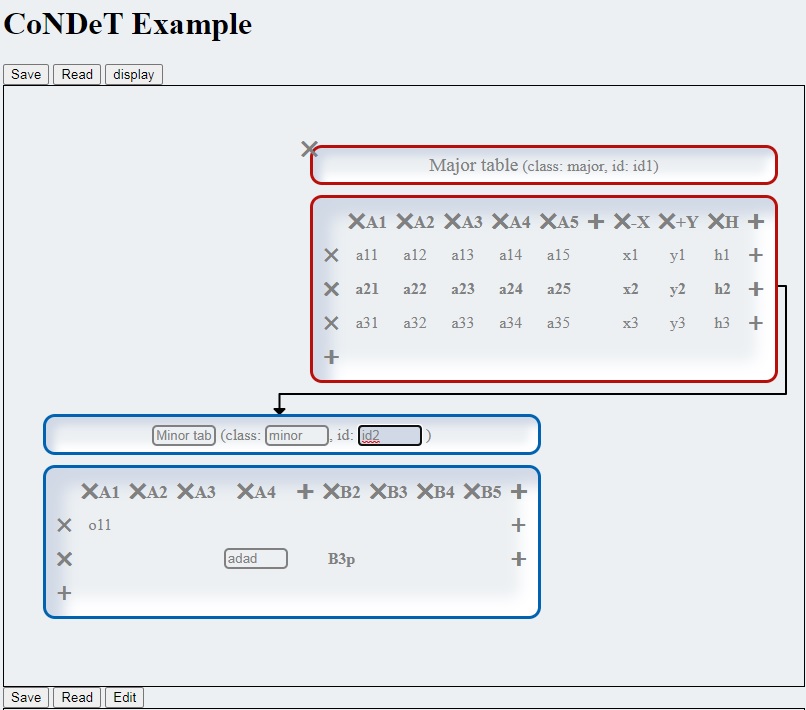 CoNDeT Example
Save Read display
Major table (class: major, id: id1)
A1 A2 A3 A4 A5 + -X +Y H +
a11 a12 a13 a14 a15 x1 y1 h1 +
a21 a22 a23 a24 a25 x2 y2 h2 +
a31 a32 a33 a34 a35 x3 y3 h3 +
+
Minor tab (class: minor, id: id2 )
A1 A2 A3 A4 + B2 B3 B4 B5 +
o11 +
adad B3p +
+
Save Read Edit